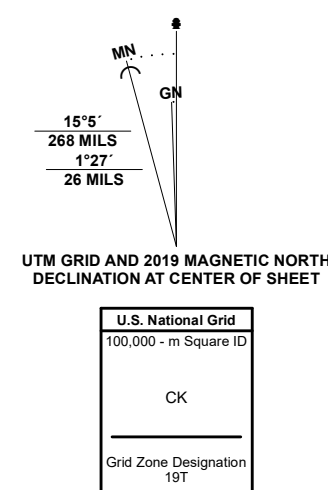 MN
GN
15°5´
268 MILS
1°27´
26 MILS
UTM GRID AND 2019 MAGNETIC NORTH
DECLINATION AT CENTER OF SHEET
U.S. National Grid
100,000 - m Square ID
CK
Grid Zone Designation
19T